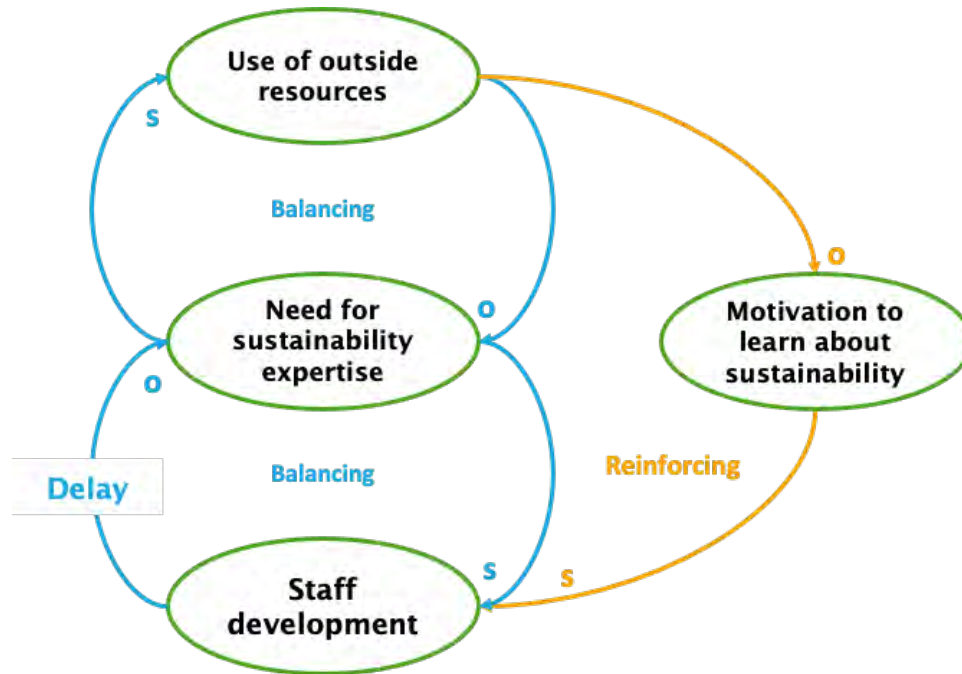 Use of outside
resources
S
Balancing
O
Need for
sustainability
expertise
O
Motivation to
learn about
sustainability
O
Delay
Balancing
Reinforcing
S
S
Staff
development